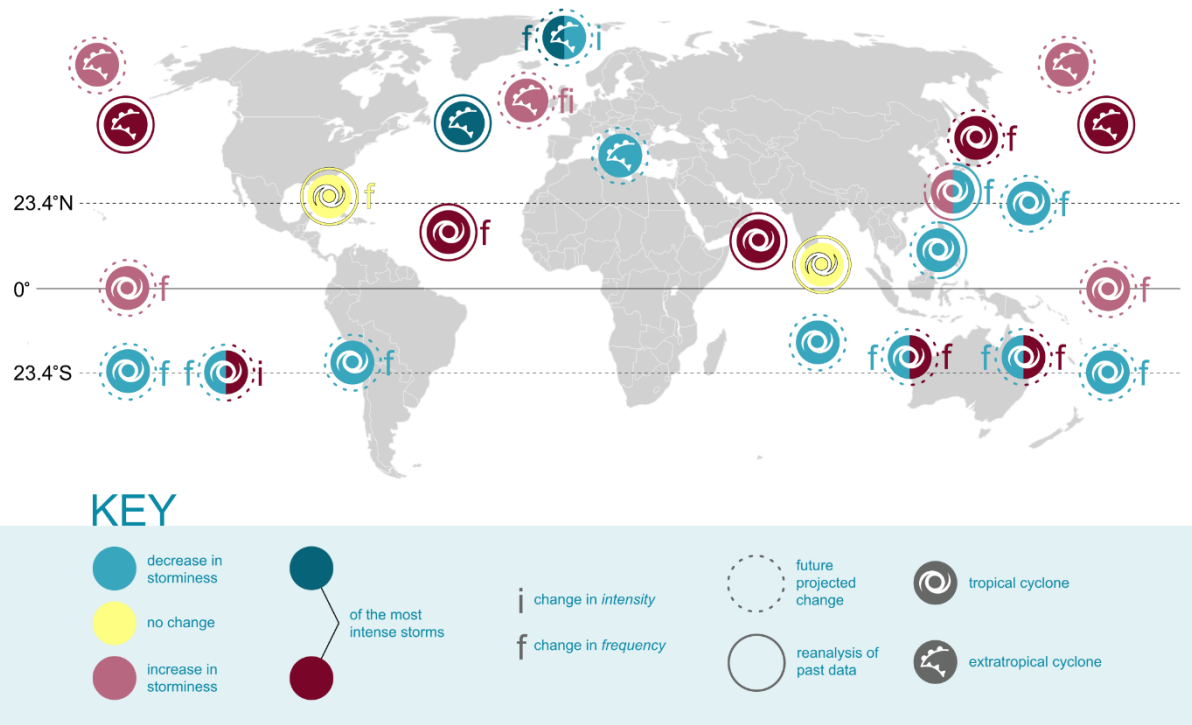 f i
fi
f
f
23.4°N
f
f
f
0°
f
f
f
f
f
f
f
f
23.4°S
f
f
i
f
KEY
decrease in
storminess
no change
increase in
storminess
of the most
intense storms
i change in intensity
f change in frequency
future
projected
change
reanalysis of
past data
tropical cyclone
extratropical cyclone